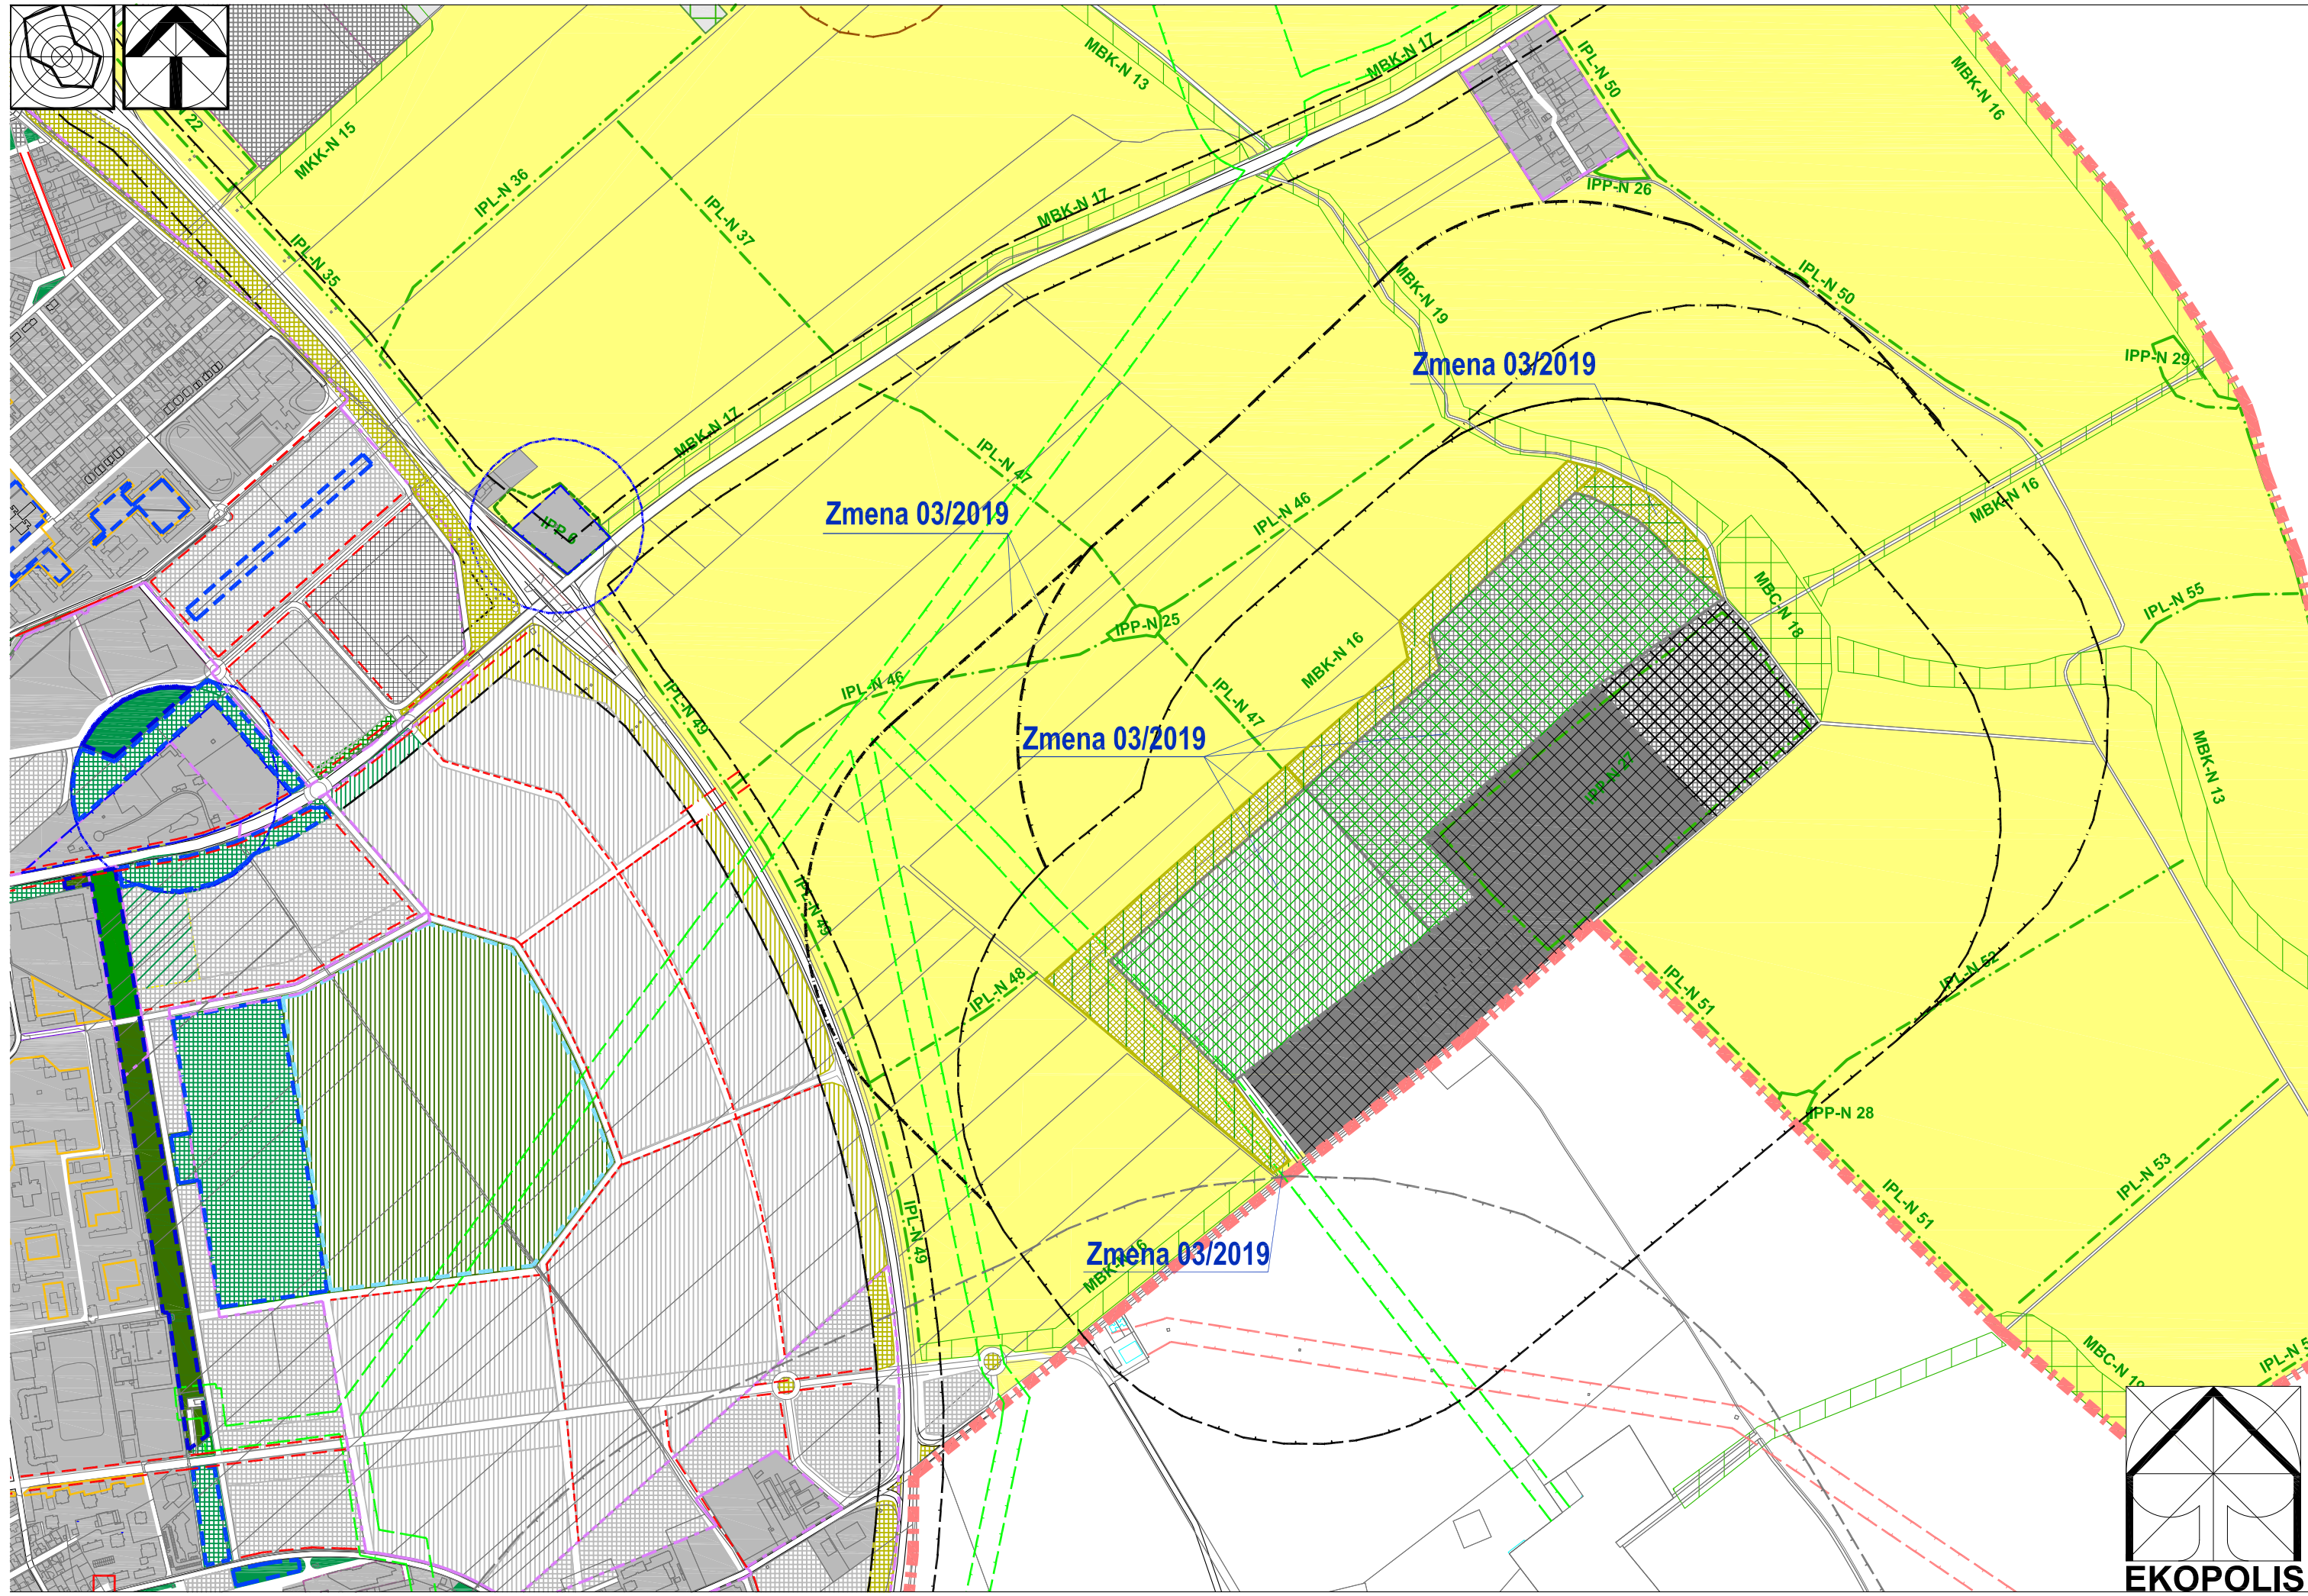 MBK-N 13
MBK-N 17
IPL-N 50
MBK-N 16
22
MKK-N 15
IPL-N 36
IPL-N 37
MBK-N 17
IPP-N 26
IPL-N 35
MBK-N 19
IPL-N 50
Zmena 03/2019
IPP-N 29
MBK-N 17
IPL-N 47
IPL-N 46
MBK-N 16
Zmena 03/2019
MBC-N 18
IPL-N 55
IPP-N 25
MBK-N 16
IPL-N 46
IPL-N 47
IPL-N 49
Zmena 03/2019
IPP-N 27
MBK-N 13
IPL-N 49
IPL-N 48
IPL-N 51
IPL-N 52
IPP-N 28
IPL-N 53
IPL-N 51
IPL-N 49
Zmena 03/2019
MBC-N 19
EKOPOLIS